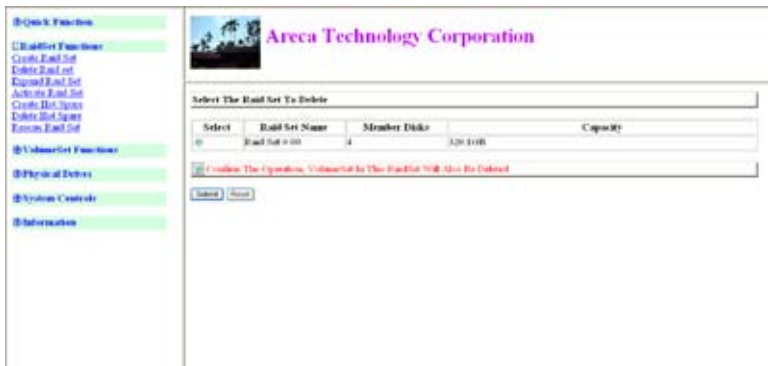 Quick Function
RaidSet Functions
Create Raid Set
Delete Raid set
Expand Raid Set
Activate Raid Set
Create Hot Spare
Delete Hot Spare
Rescue Raid Set
VolumeSet Functions
Physical Drives
System Controls
Information
Areca Technology Corporation
Select The Raid Set To Delete
Select Raid Set Name Member Disks Capacity
Raid Set # 00 4
Confirm The Operation, VolumeSet In This RaidSet Will Also Be Deleted
Submit Reset